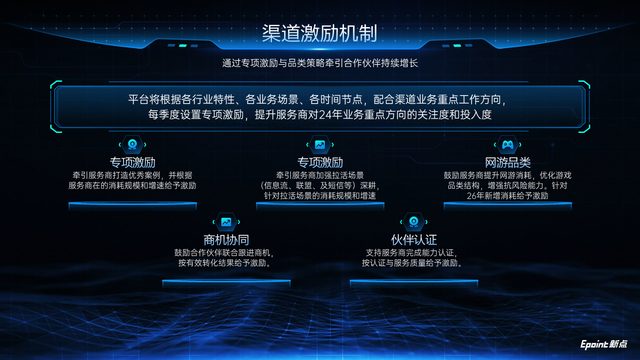 渠道激励机制
通过专项激励与品类策略牵引合作伙伴持续增长
平台将根据各行业特性、各业务场景、各时间节点，配合渠道业务重点工作方向，
每季度设置专项激励，提升服务商对24年业务重点方向的关注度和投入度
专项激励
牵引服务商打造优秀案例，并根据
服务商在的消耗规模和增速给予激励
专项激励
牵引服务商加强拉活场景
（信息流、联盟、及短信等）深耕，
针对拉活场景的消耗规模和增速
网游品类
鼓励服务商提升网游消耗，优化游戏
品类结构，增强抗风险能力，针对
26年新增消耗给予激励
商机协同
鼓励合作伙伴联合跟进商机，
按有效转化结果给予激励。
伙伴认证
支持服务商完成能力认证，
按认证与服务质量给予激励。
Epoint 新点